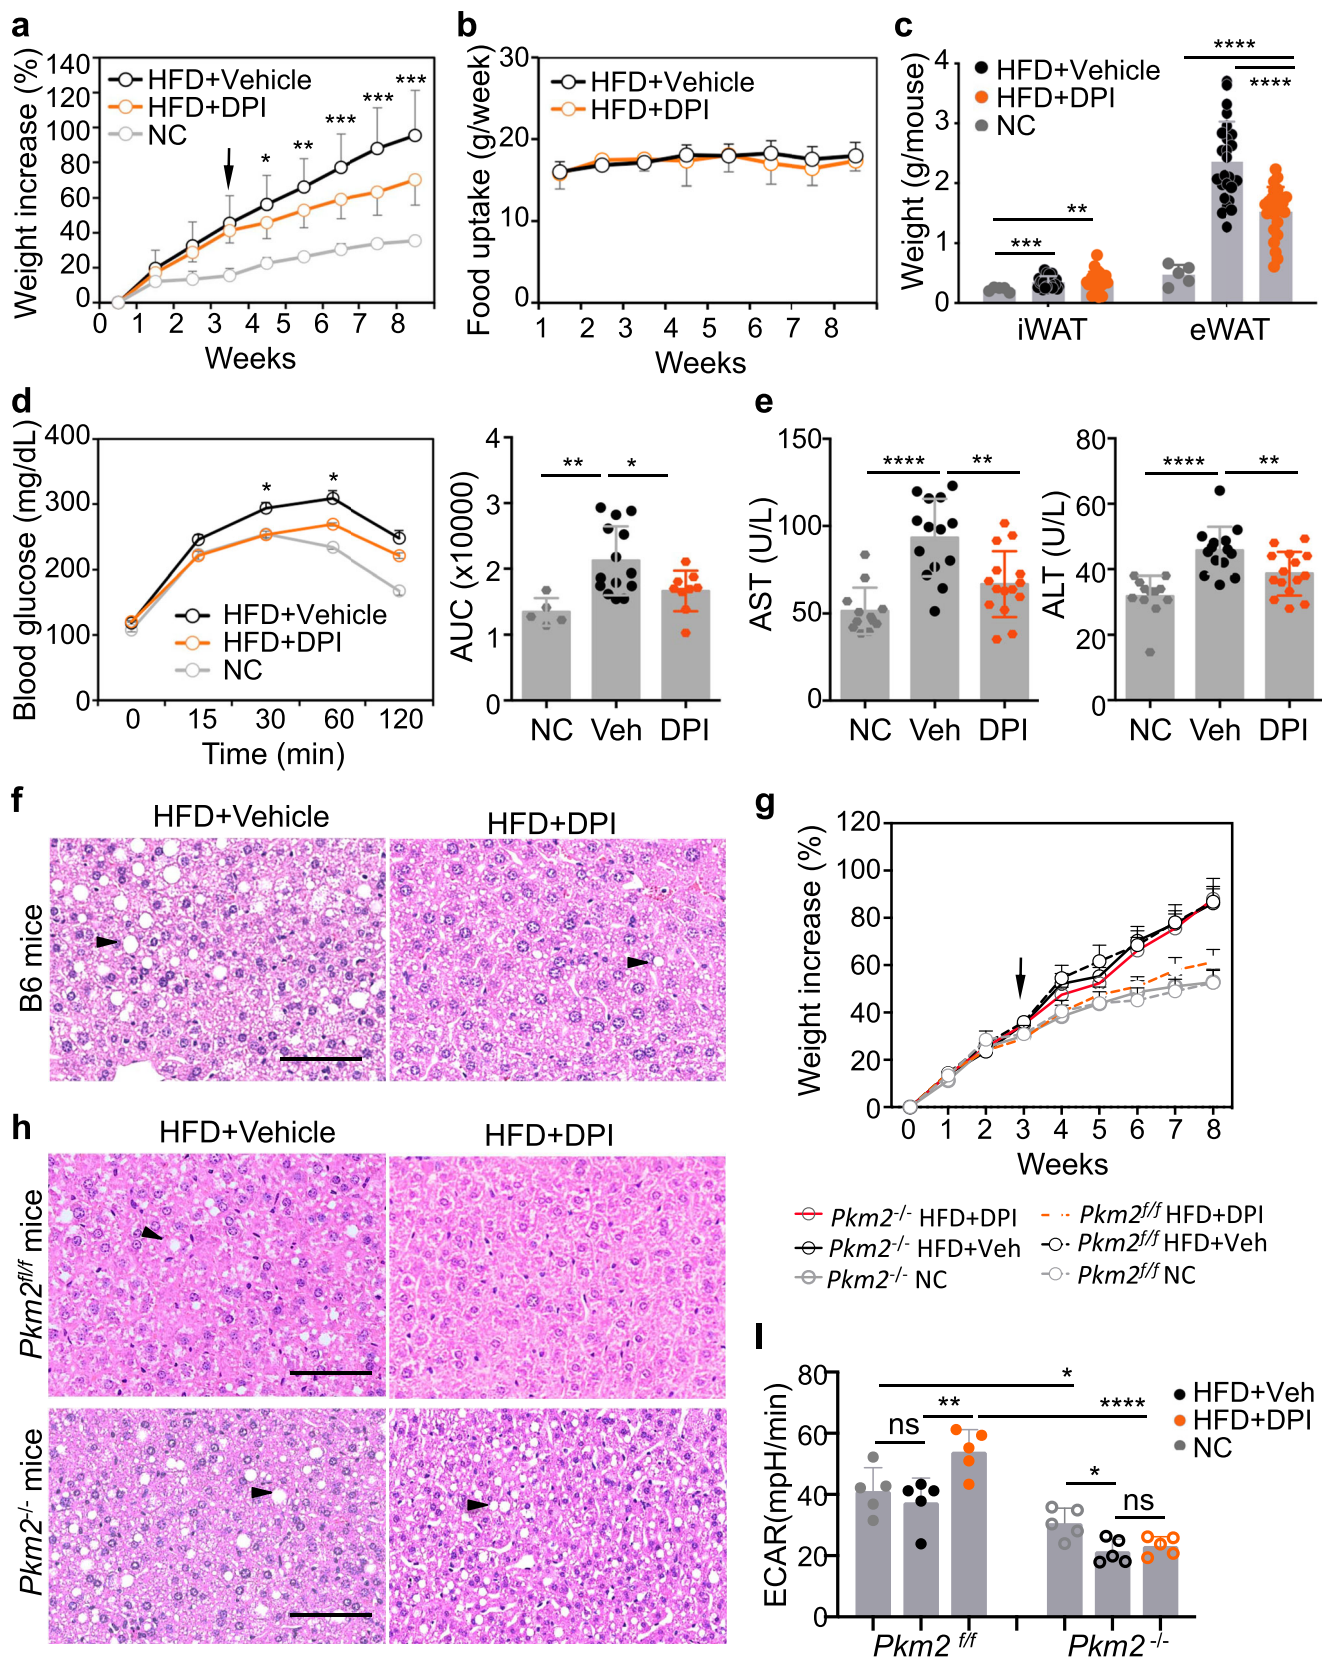 a
Weight increase (%)
140
120
100
80
60
40
20
0
HFD+Vehicle
HFD+DPI
NC
* ** *** *** ***
0 1 2 3 4 5 6 7 8
Weeks
b
Food uptake (g/week)
30
20
10
0
HFD+Vehicle
HFD+DPI
1 2 3 4 5 6 7 8
Weeks
c
Weight (g/mouse)
4
3
2
1
0
HFD+Vehicle
HFD+DPI
NC
****
****
**
***
iWAT eWAT
d
Blood glucose (mg/dL)
400
300
200
100
0
* *
HFD+Vehicle
HFD+DPI
NC
0 15 30 60 120
Time (min)
AUC (x10000)
4
3
2
1
0
** *
NC Veh DPI
e
AST (U/L)
150
100
50
0
**** **
NC Veh DPI
ALT (U/L)
80
60
40
20
0
**** **
NC Veh DPI
f
HFD+Vehicle HFD+DPI
B6 mice
g
Weight increase (%)
120
100
80
60
40
20
0
0 1 2 3 4 5 6 7 8
Weeks
Pkm2-/- HFD+DPI
Pkm2f/f HFD+DPI
Pkm2-/- HFD+Veh
Pkm2f/f HFD+Veh
Pkm2-/- NC
Pkm2f/f NC
h
HFD+Vehicle HFD+DPI
Pkm2fl/f mice
Pkm2-/- mice
I
ECAR(mpH/min)
80
60
40
20
0
*
** ****
ns
*
ns
HFD+Veh
HFD+DPI
NC
Pkm2 f/f Pkm2 -/-